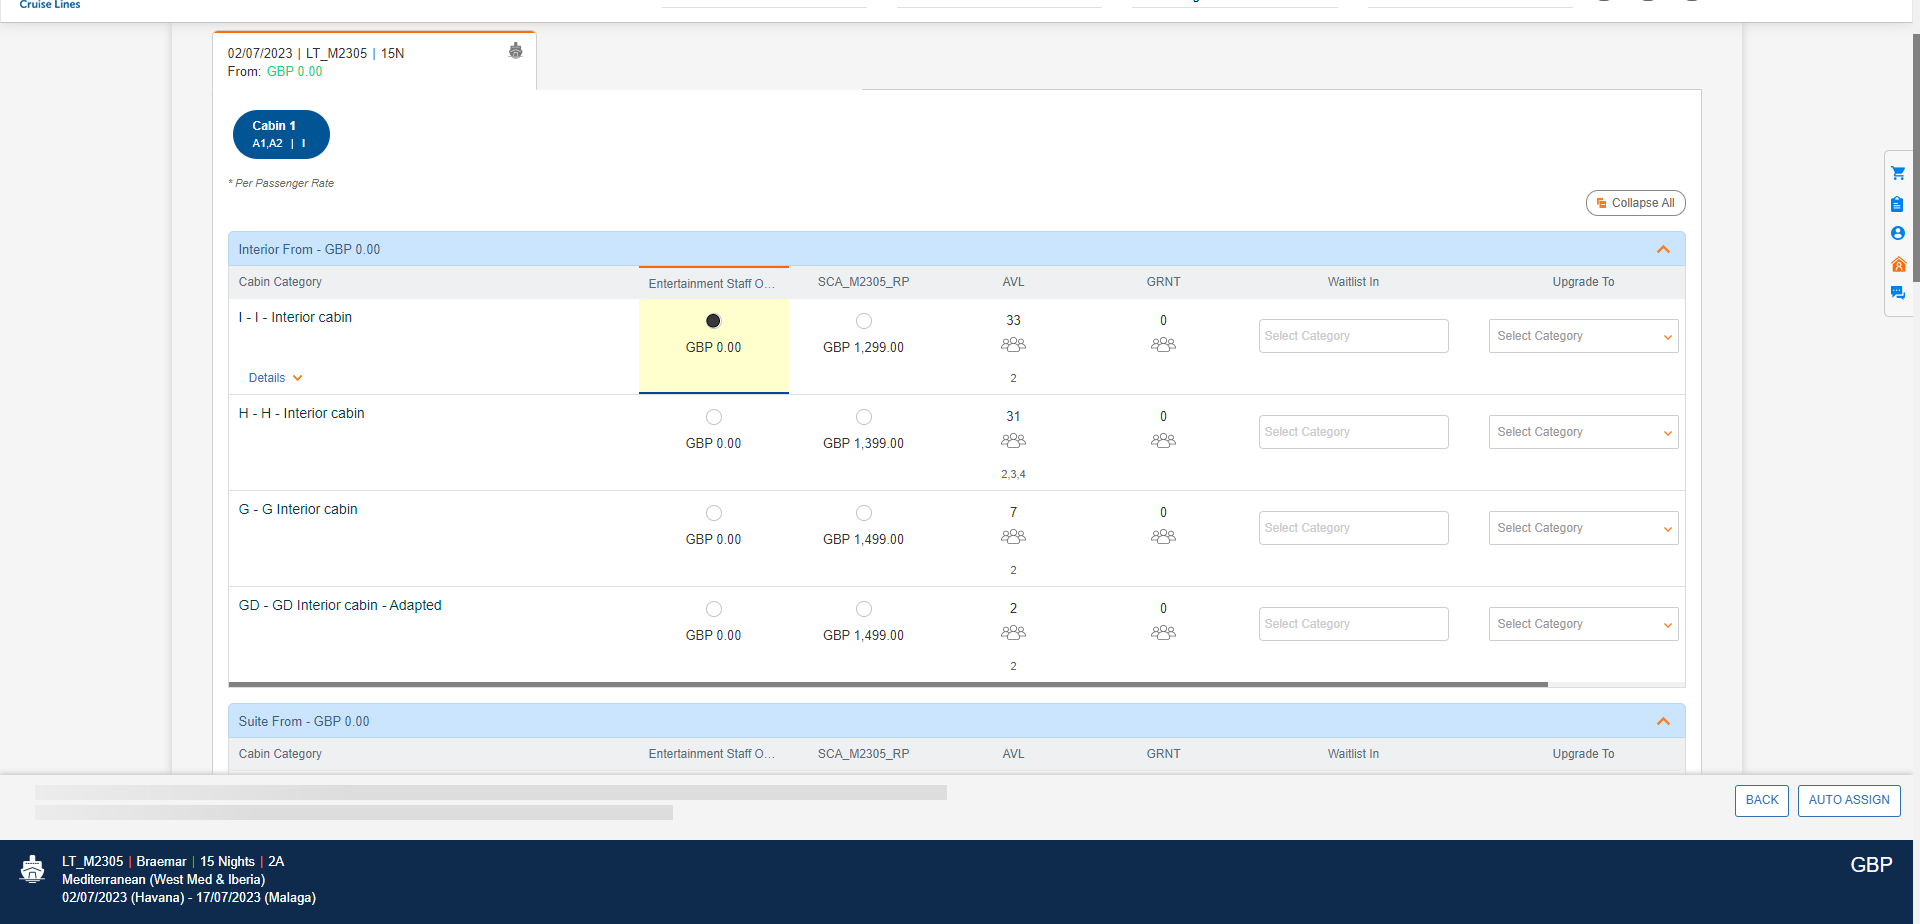 Cruise Lines
02/07/2023 | LT_M2305 | 15N
From: GBP 0.00
Cabin 1
A1,A2 | I
* Per Passenger Rate
Collapse All
Interior From - GBP 0.00
Cabin Category Entertainment Staff O... SCA_M2305_RP AVL GRNT Waitlist In Upgrade To
I - I - Interior cabin 33 0
Select Category Select Category
GBP 0.00 GBP 1,299.00
Details 2
H - H - Interior cabin 31 0
Select Category Select Category
GBP 0.00 GBP 1,399.00
2,3,4
G - G Interior cabin 7 0
Select Category Select Category
GBP 0.00 GBP 1,499.00
2
GD - GD Interior cabin - Adapted 2 0
Select Category Select Category
GBP 0.00 GBP 1,499.00
2
Suite From - GBP 0.00
Cabin Category Entertainment Staff O... SCA_M2305_RP AVL GRNT Waitlist In Upgrade To
BACK AUTO ASSIGN
LT_M2305 | Braemar | 15 Nights | 2A
GBP
Mediterranean (West Med & Iberia)
02/07/2023 (Havana) - 17/07/2023 (Malaga)